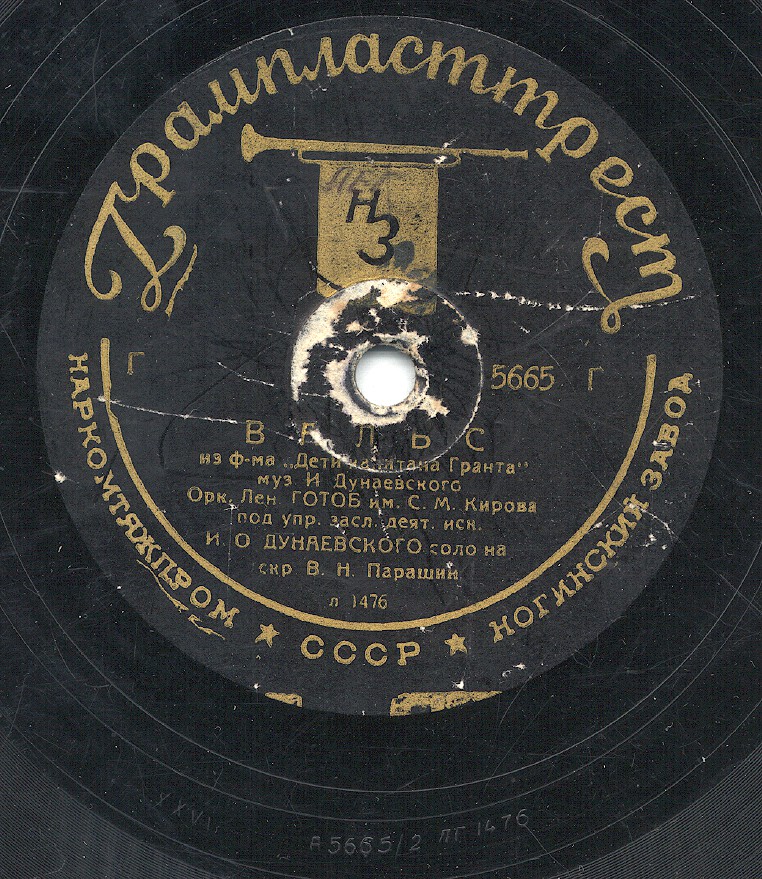 Грампласттрест
НЗ
Г 5665 Г
ВАЛЬС
из ф-ма „Дети капитана Гранта"
муз И Дунаевского
Орк. Лен ГОТОБ им. С. М. Кирова
под упр. засл. деят. иск.
И. О ДУНАЕВСКОГО соло на
скр В. Н. Парашин
л 1476
НАРКОМТЯЖПРОМ ★ СССР ★ НОГИНСКИЙ ЗАВОД
А 5665/2 ЛГ 1476